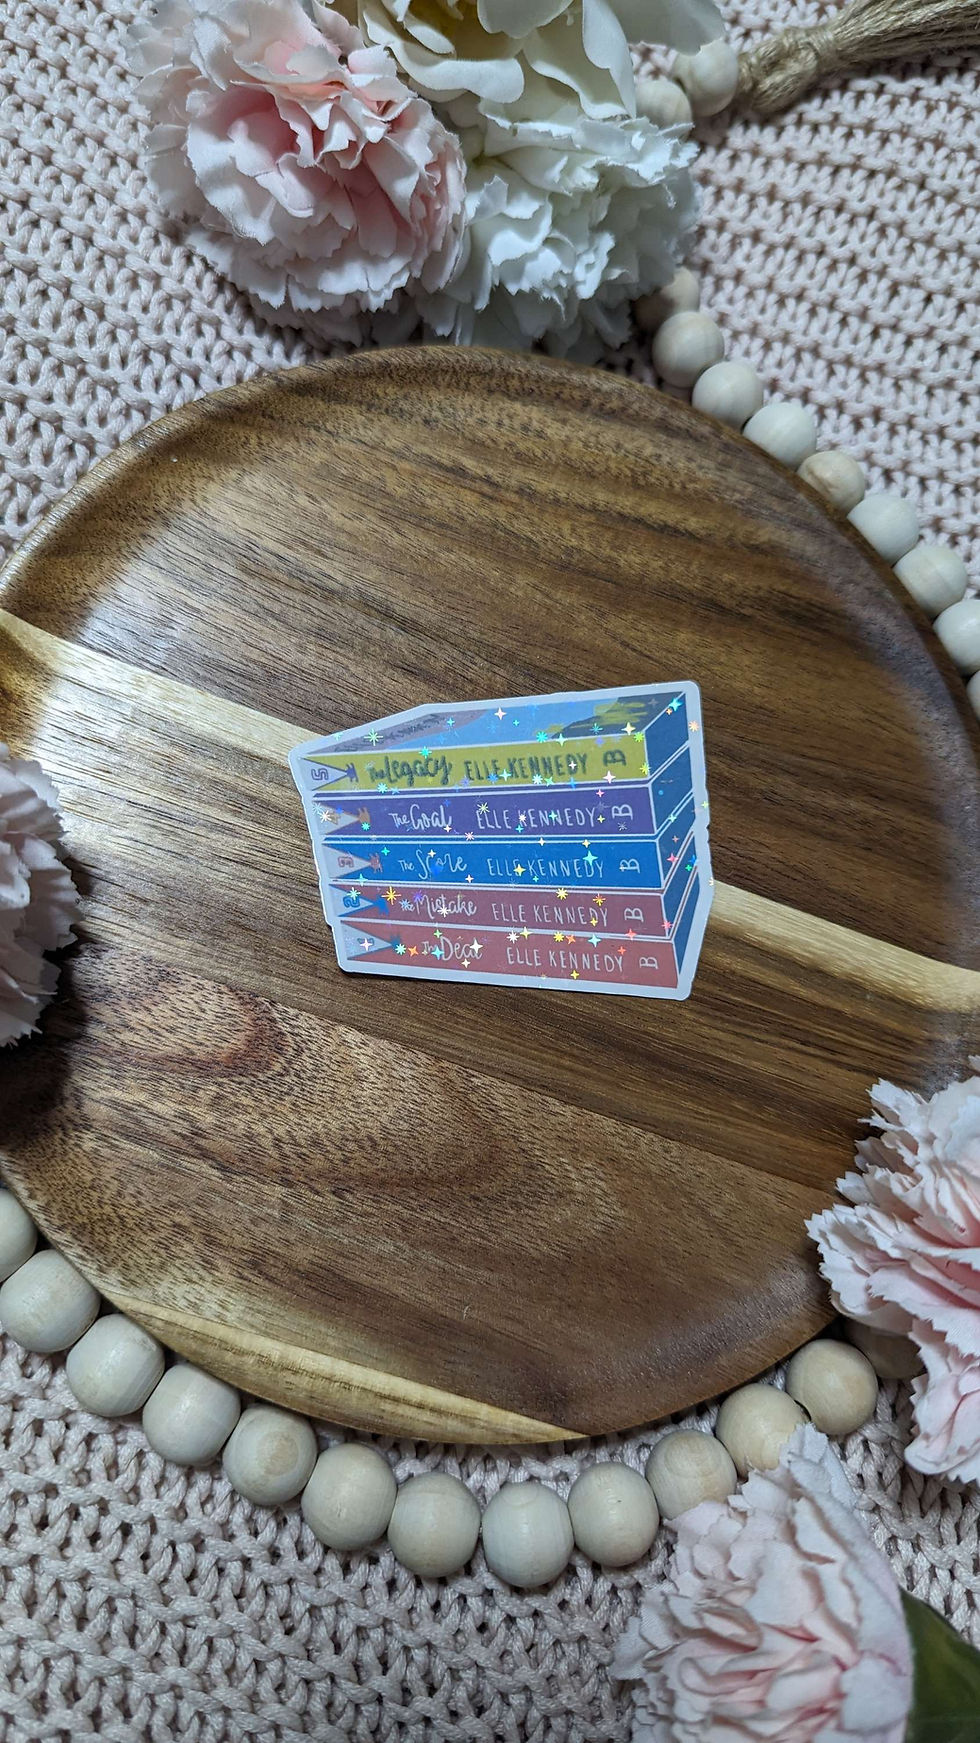 5 The Legacy ELLE KENNEDY B
The Goal ELLE KENNEDY B
3 The Score ELLE KENNEDY B
2 The Mistake ELLE KENNEDY B
The Deal ELLE KENNEDY B